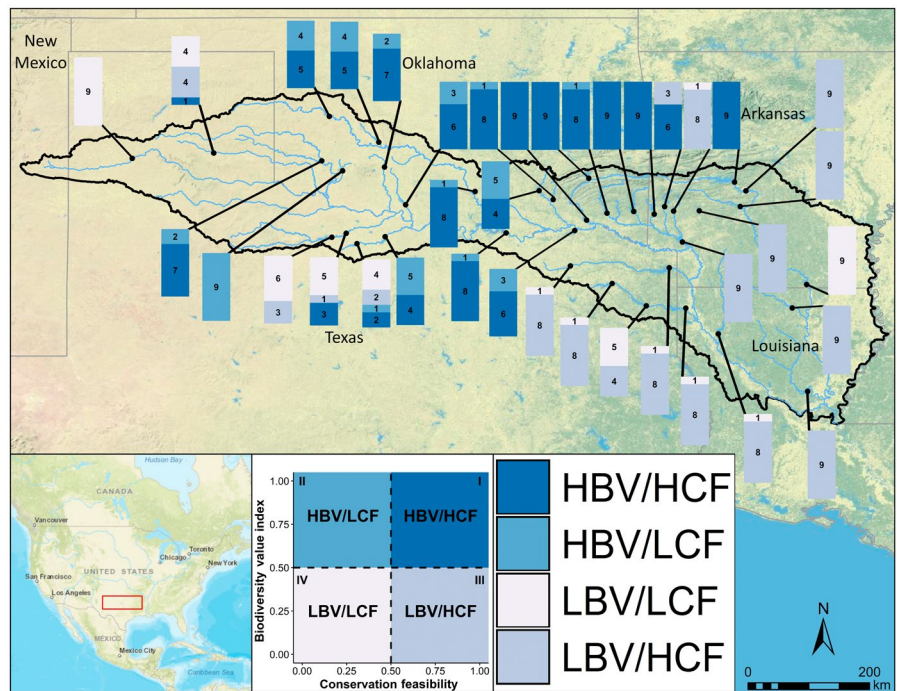 New
Mexico
Oklahoma
Arkansas
Texas
Louisiana
9
4
4
1
4
5
4
5
2
7
3
6
1
8
9
9
1
8
9
9
3
6
1
8
9
9
9
1
8
5
4
2
7
9
6
3
5
1
3
4
2
1
2
5
4
1
8
3
6
1
8
1
8
5
4
1
8
1
8
9
9
9
9
1
8
9
Hudson Bay
CANADA
Vancouver
Toronto
Chicago
New York
UNITED STATES
San Francisco
Los Angeles
MÉXICO
Mexico City
Caribbean Sea
Biodiversity value index
1.00
0.75
0.50
0.25
0.00
II
HBV/LCF
I
HBV/HCF
IV
LBV/LCF
III
LBV/HCF
0.00 0.25 0.50 0.75 1.00
Conservation feasibility
HBV/HCF
HBV/LCF
LBV/LCF
LBV/HCF
N
0 200
km